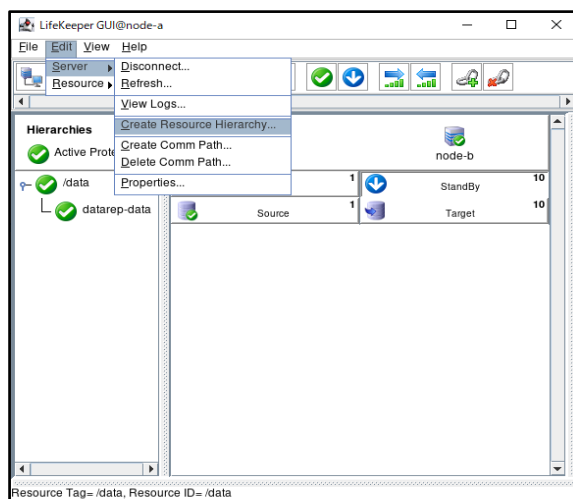 LifeKeeper GUI@node-a
File Edit View Help
Server Disconnect...
Resource Refresh...
View Logs...
Create Resource Hierarchy...
Create Comm Path...
Delete Comm Path...
Properties...
Hierarchies
Active Prote
node-b
/data 1 StandBy 10
datarep-data Source 1 Target 10
Resource Tag= /data, Resource ID= /data